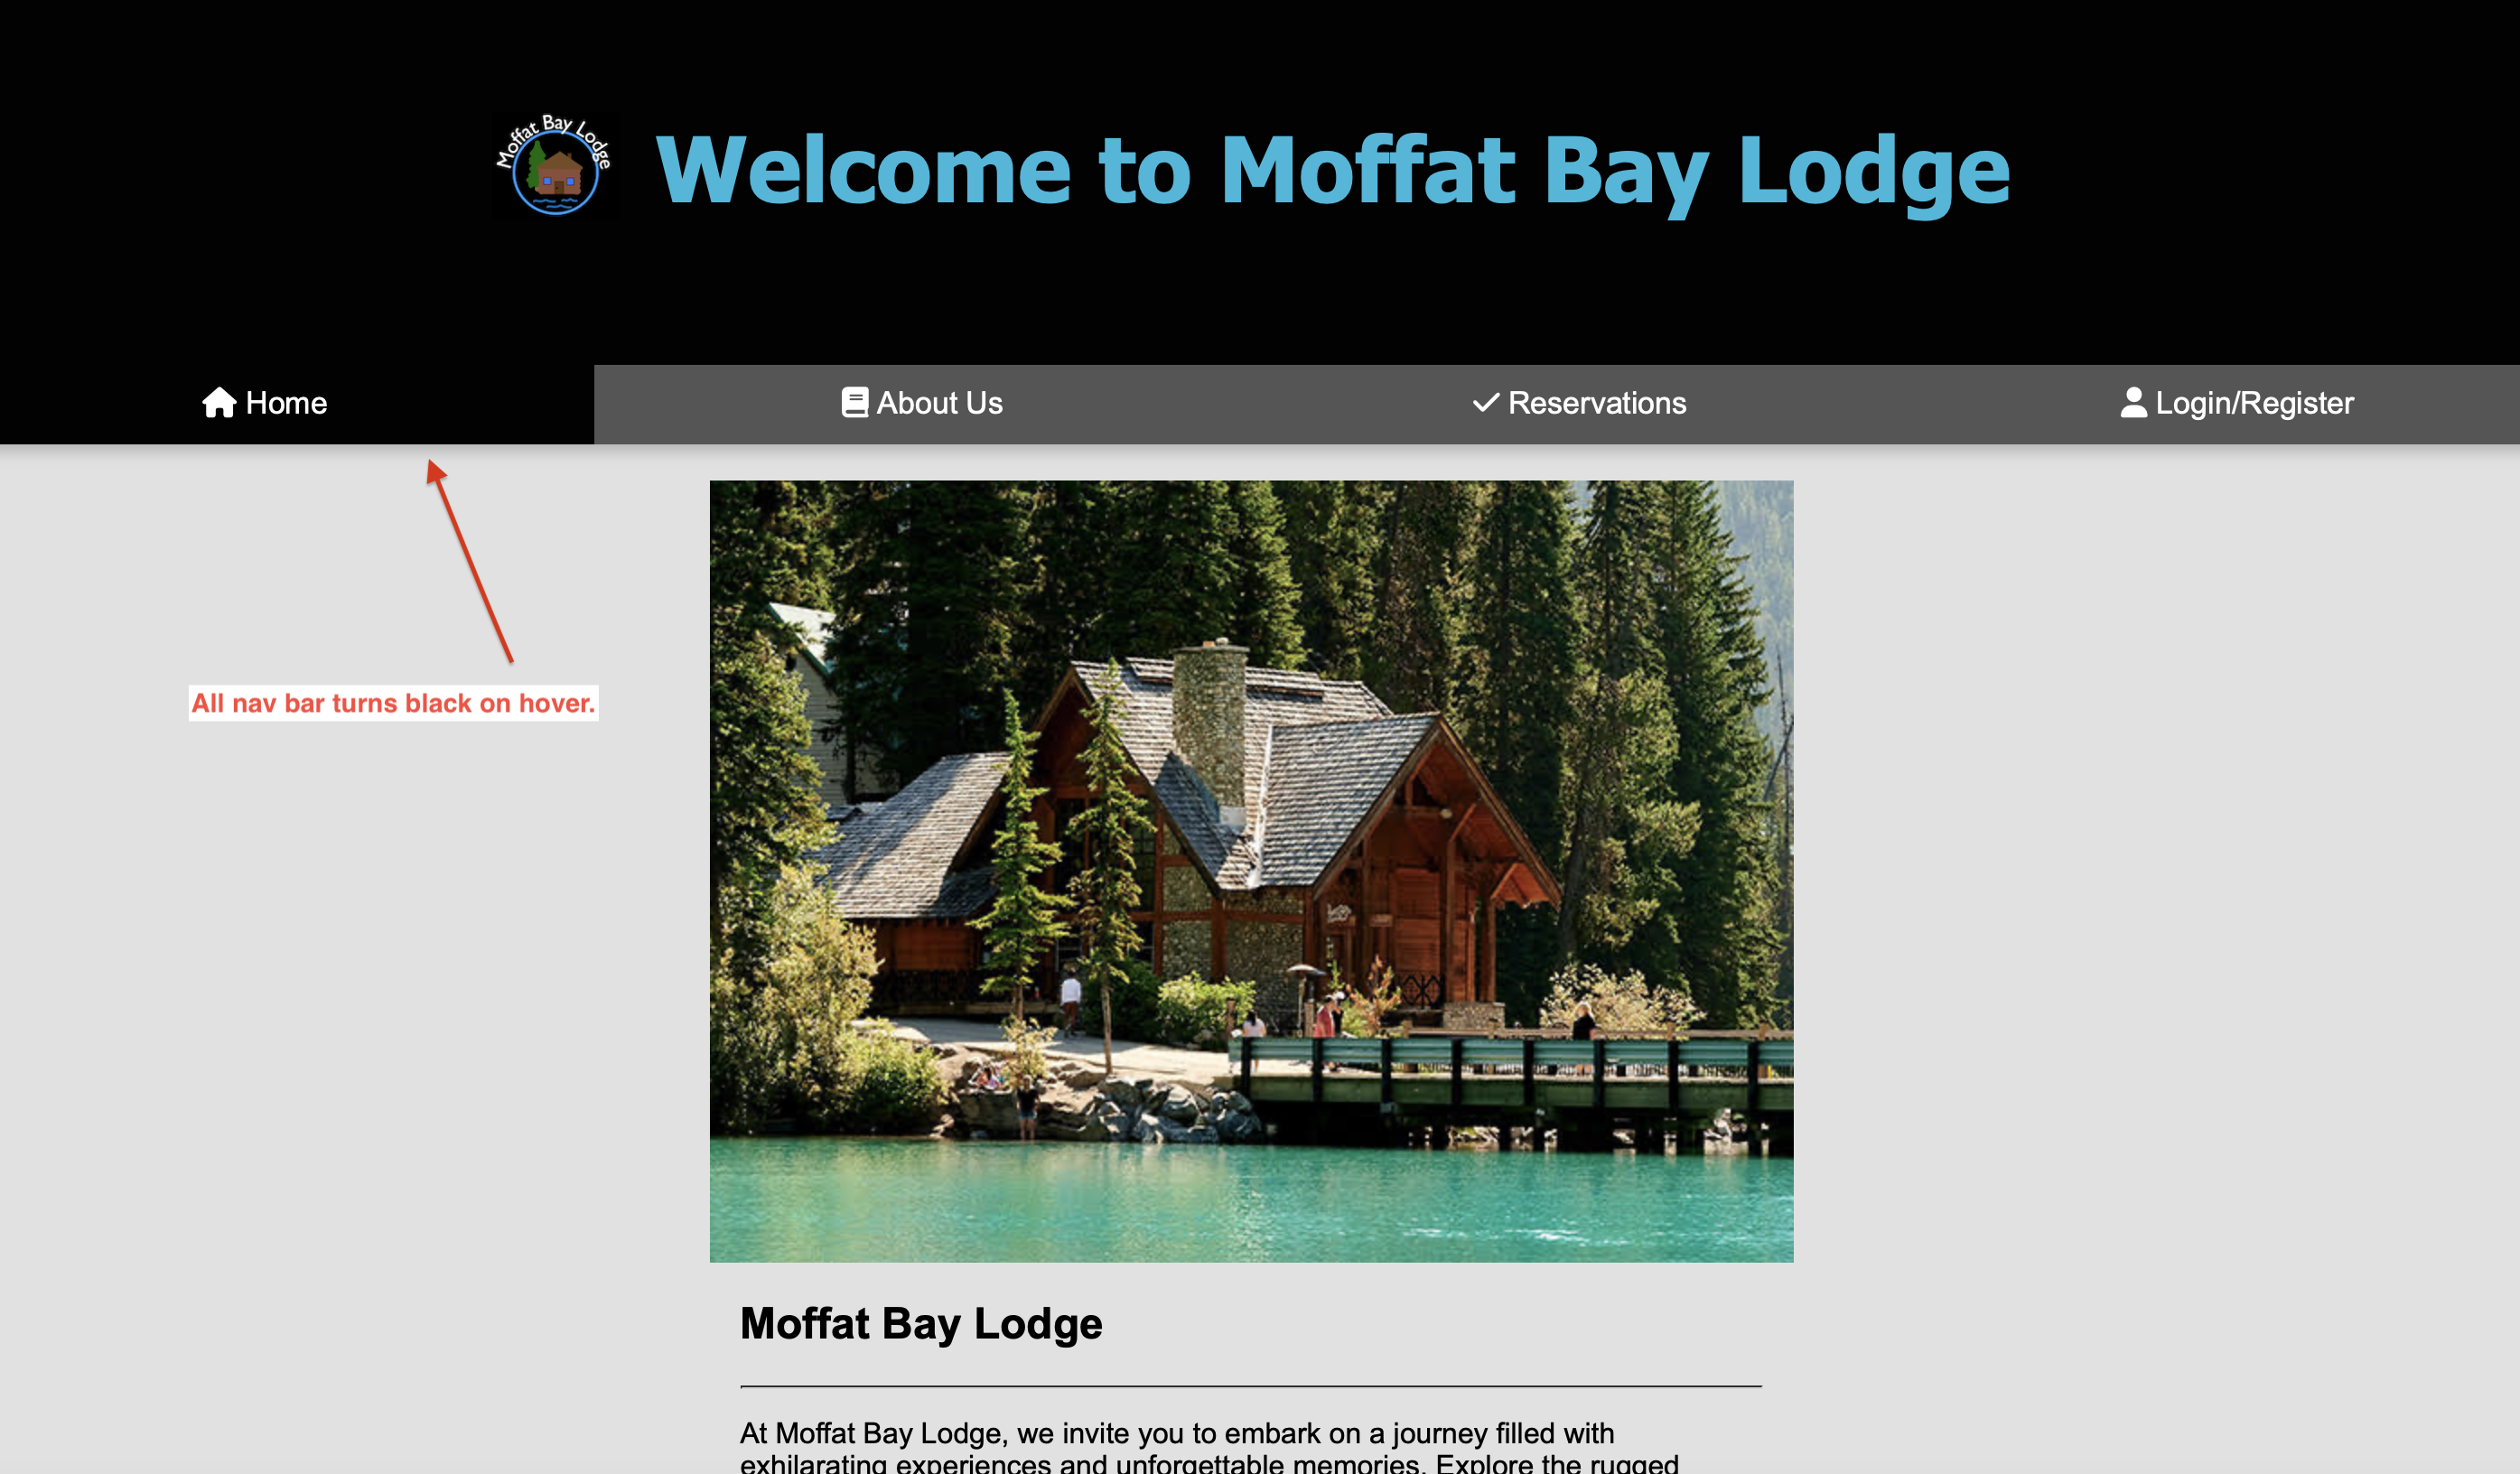 Moffat Bay Lodge
Welcome to Moffat Bay Lodge
Home
About Us
Reservations
Login/Register
All nav bar turns black on hover.
Moffat Bay Lodge
At Moffat Bay Lodge, we invite you to embark on a journey filled with
exhilarating experiences and unforgettable memories. Explore the rugged